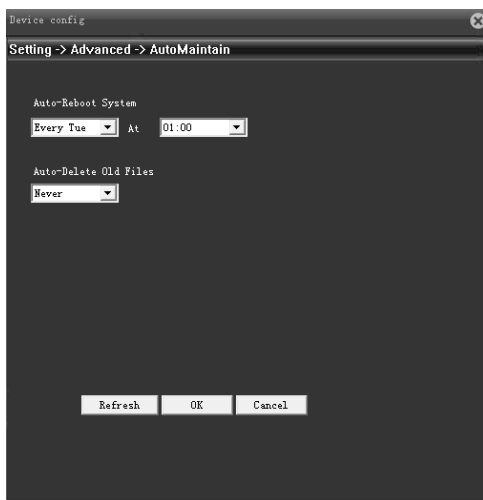 Device config
Setting -> Advanced -> AutoMaintain
Auto-Reboot System
Every Tue At 01:00
Auto-Delete Old Files
Never
Refresh OK Cancel